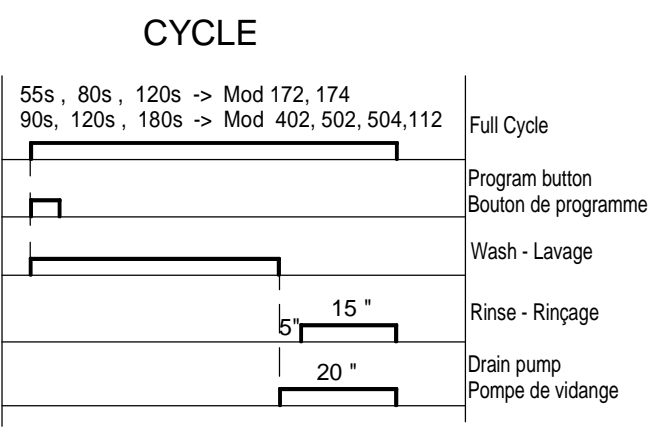 CYCLE
55s , 80s , 120s -> Mod 172, 174
90s, 120s , 180s -> Mod 402, 502, 504,112
Full Cycle
Program button
Bouton de programme
Wash - Lavage
5"
15 "
Rinse - Rinçage
20 "
Drain pump
Pompe de vidange